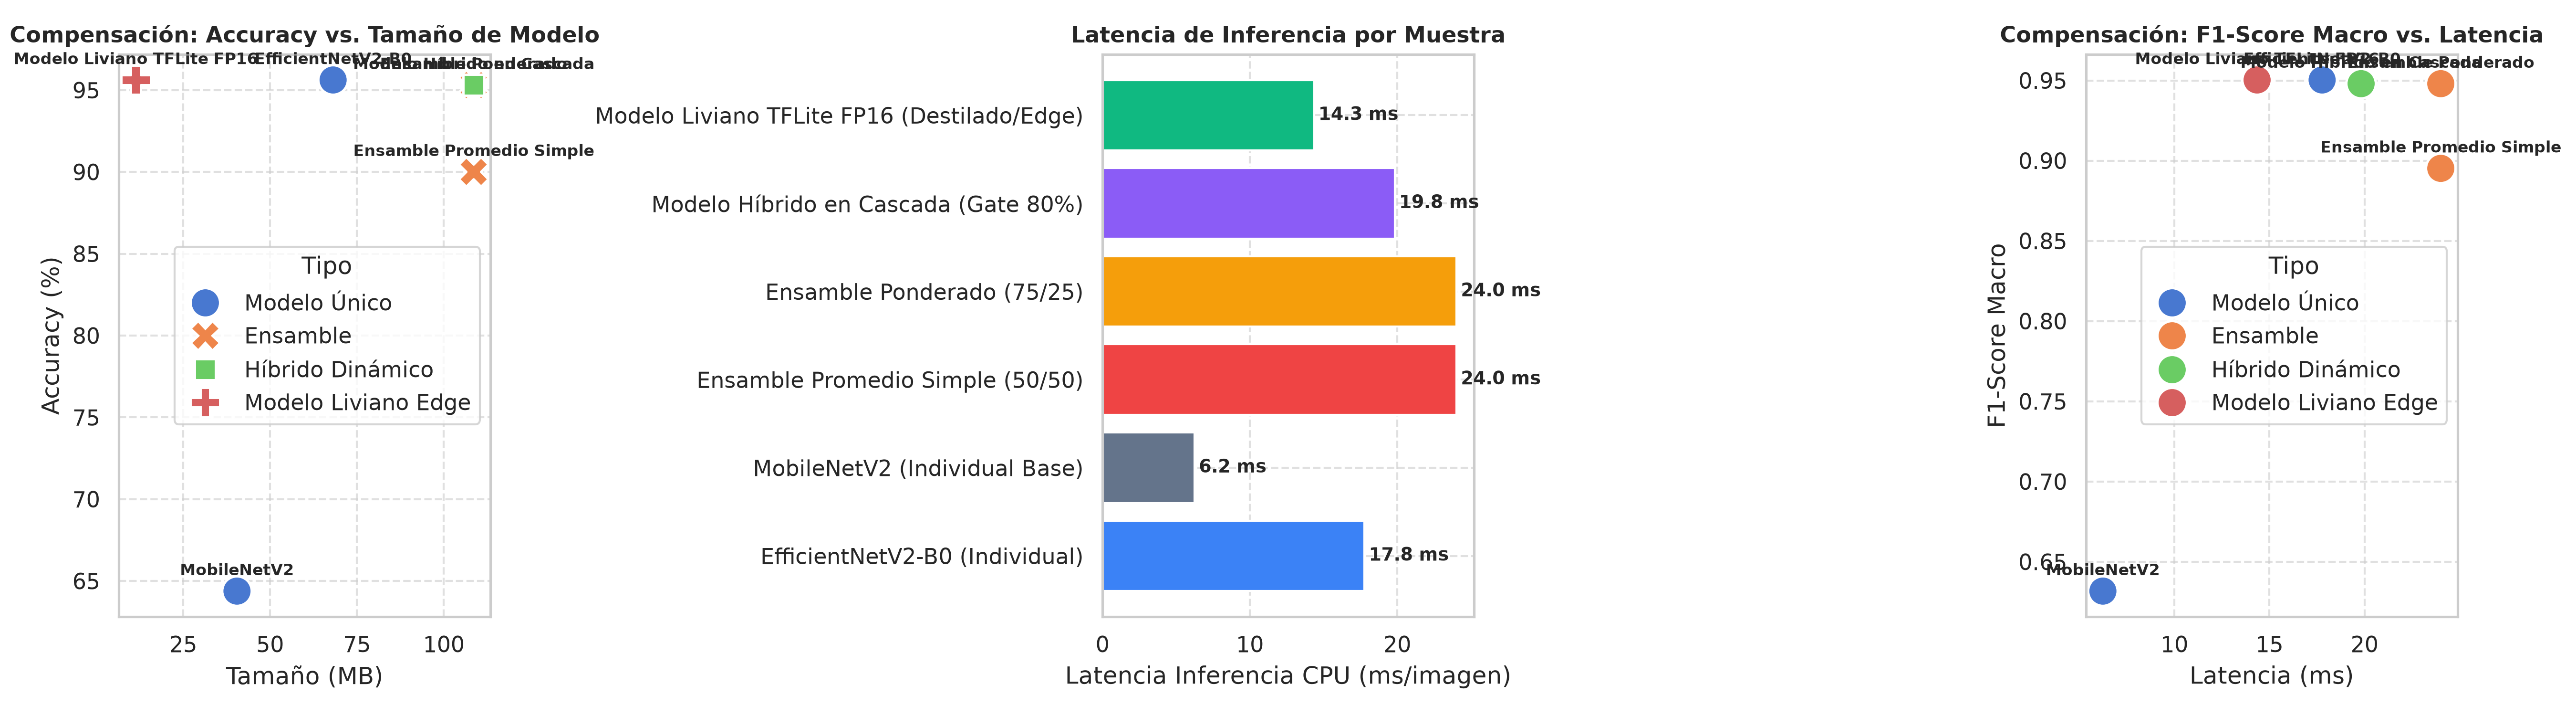 Compensación: Accuracy vs. Tamaño de Modelo
Modelo Liviano TFLite FP16
EfficientNetV2-B0
Ensamble Promedio Simple
MobileNetV2
95
90
85
80
75
70
65
Accuracy (%)
Tipo
Modelo Único
Ensamble
Híbrido Dinámico
Modelo Liviano Edge
25
50
75
100
Tamaño (MB)
Latencia de Inferencia por Muestra
Modelo Liviano TFLite FP16 (Destilado/Edge)
14.3 ms
Modelo Híbrido en Cascada (Gate 80%)
19.8 ms
Ensamble Ponderado (75/25)
24.0 ms
Ensamble Promedio Simple (50/50)
24.0 ms
MobileNetV2 (Individual Base)
6.2 ms
EfficientNetV2-B0 (Individual)
17.8 ms
0
10
20
Latencia Inferencia CPU (ms/imagen)
Compensación: F1-Score Macro vs. Latencia
Ensamble Promedio Simple
MobileNetV2
0.95
0.90
0.85
0.80
0.75
0.70
0.65
F1-Score Macro
Tipo
Modelo Único
Ensamble
Híbrido Dinámico
Modelo Liviano Edge
10
15
20
Latencia (ms)